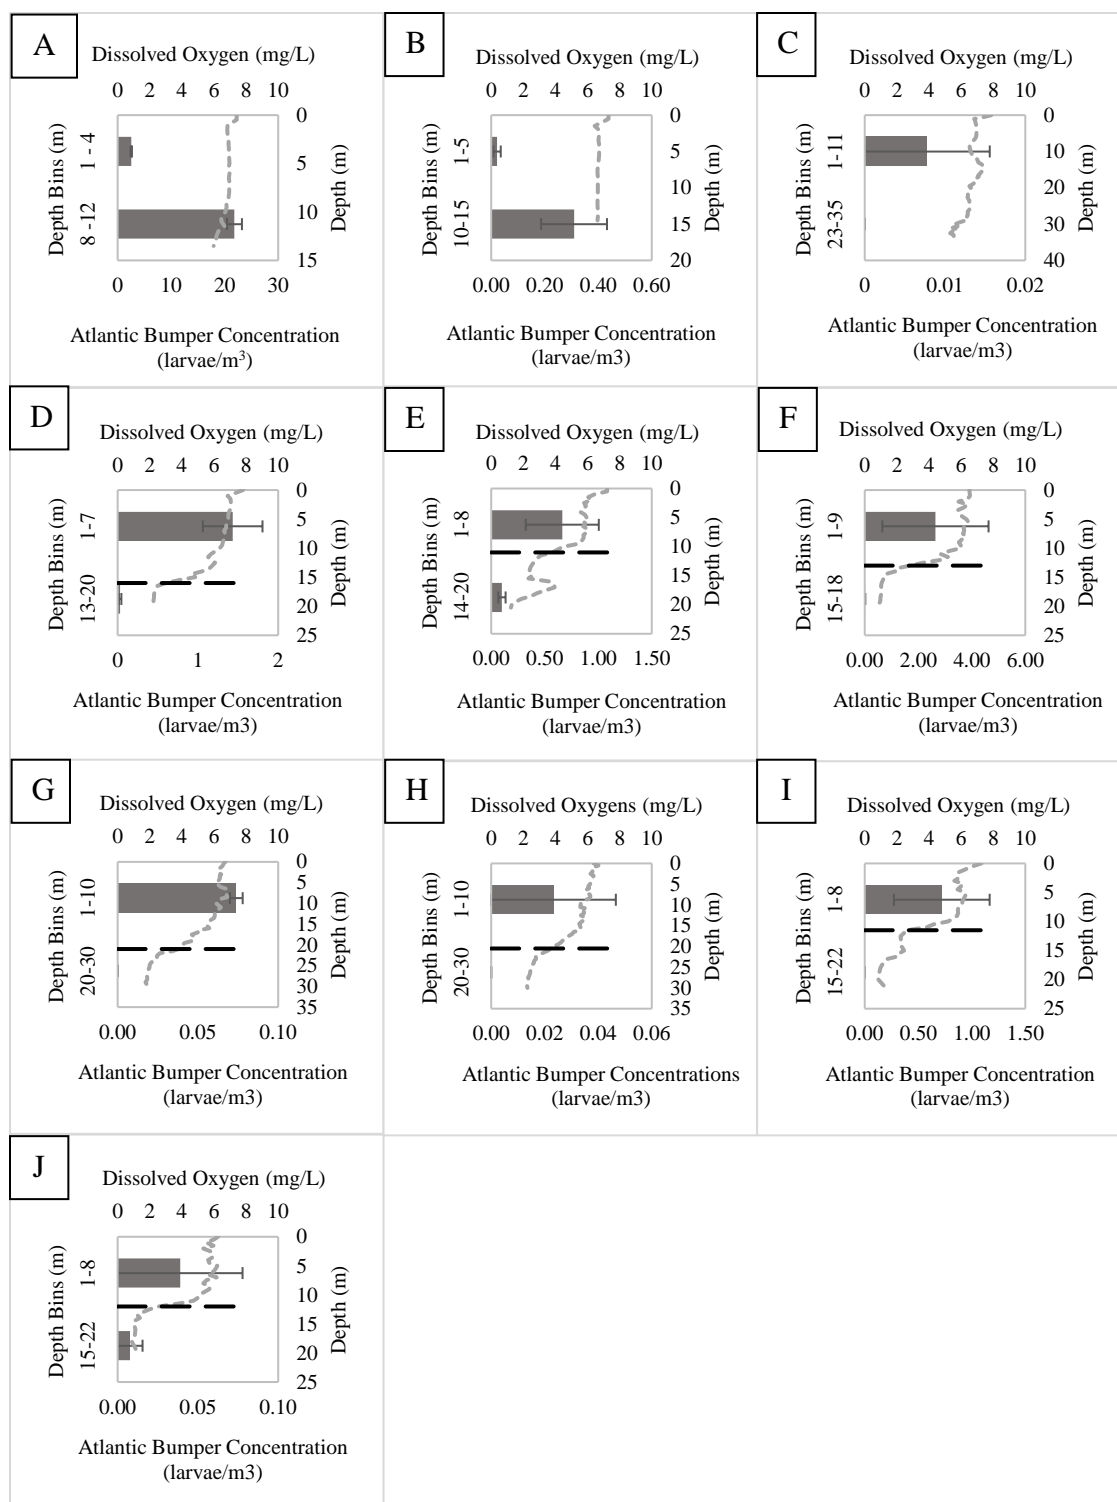 A
Dissolved Oxygen (mg/L)
0 2 4 6 8 10
Depth Bins (m)
1 - 4
8 -12
0
5
10
15
Depth (m)
0 10 20 30
Atlantic Bumper Concentration
(larvae/m³)
B
Dissolved Oxygen (mg/L)
0 2 4 6 8 10
Depth Bins (m)
1-5
10-15
0
5
10
15
20
Depth (m)
0.00 0.20 0.40 0.60
Atlantic Bumper Concentration
(larvae/m3)
C
Dissolved Oxygen (mg/L)
0 2 4 6 8 10
Depth Bins (m)
1-11
23-35
0
10
20
30
40
Depth (m)
0 0.01 0.02
Atlantic Bumper Concentration
(larvae/m3)
D
Dissolved Oxygen (mg/L)
0 2 4 6 8 10
Depth Bins (m)
1-7
13-20
0
5
10
15
20
25
Depth (m)
0 1 2
Atlantic Bumper Concentration
(larvae/m3)
E
Dissolved Oxygen (mg/L)
0 2 4 6 8 10
Depth Bins (m)
1-8
14-20
0
5
10
15
20
25
Depth (m)
0.00 0.50 1.00 1.50
Atlantic Bumper Concentration
(larvae/m3)
F
Dissolved Oxygen (mg/L)
0 2 4 6 8 10
Depth Bins (m)
1-9
15-18
0
5
10
15
20
25
Depth (m)
0.00 2.00 4.00 6.00
Atlantic Bumper Concentration
(larvae/m3)
G
Dissolved Oxygen (mg/L)
0 2 4 6 8 10
Depth Bins (m)
1-10
20-30
0
5
10
15
20
25
30
35
Depth (m)
0.00 0.05 0.10
Atlantic Bumper Concentration
(larvae/m3)
H
Dissolved Oxygens (mg/L)
0 2 4 6 8 10
Depth Bins (m)
1-10
20-30
0
5
10
15
20
25
30
35
Depth (m)
0.00 0.02 0.04 0.06
Atlantic Bumper Concentrations
(larvae/m3)
I
Dissolved Oxygen (mg/L)
0 2 4 6 8 10
Depth Bins (m)
1-8
15-22
0
5
10
15
20
25
Depth (m)
0.00 0.50 1.00 1.50
Atlantic Bumper Concentration
(larvae/m3)
J
Dissolved Oxygen (mg/L)
0 2 4 6 8 10
Depth Bins (m)
1-8
15-22
0
5
10
15
20
25
Depth (m)
0.00 0.05 0.10
Atlantic Bumper Concentration
(larvae/m3)